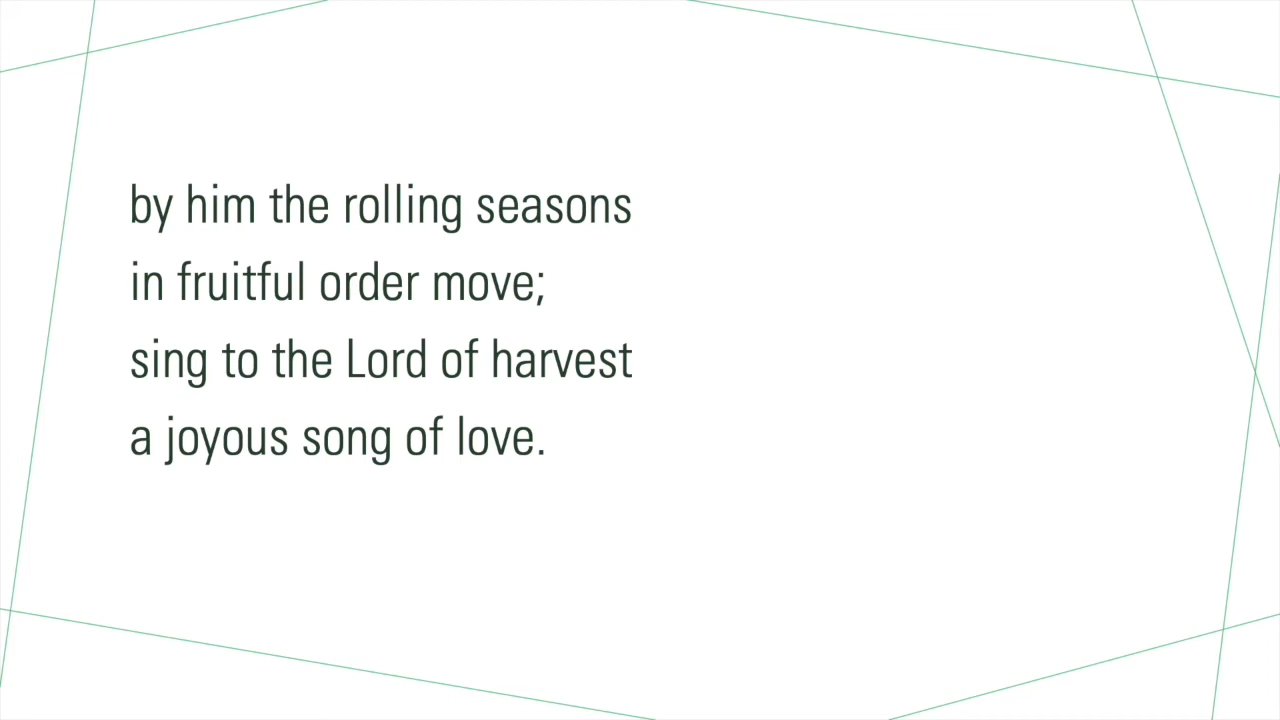 by him the rolling seasons
in fruitful order move;
sing to the Lord of harvest
a joyous song of love.